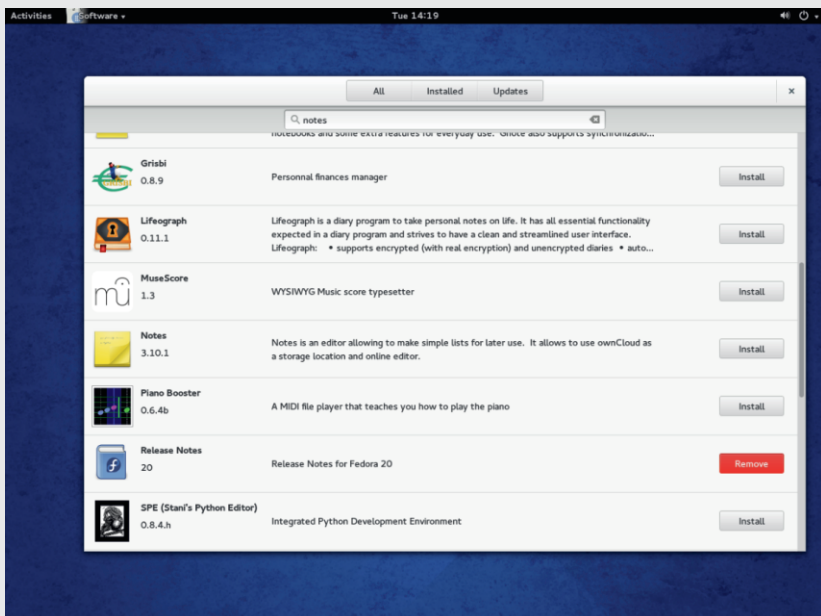 Activities Software Tue 14:19
All Installed Updates
notes
notebooks and some extra features for everyday use. Gnote also supports synchronizatio...
Grisbi
0.8.9
Personnal finances manager
Install
Lifeograph
0.11.1
Lifeograph is a diary program to take personal notes on life. It has all essential functionality
expected in a diary program and strives to have a clean and streamlined user interface.
Lifeograph: • supports encrypted (with real encryption) and unencrypted diaries • auto...
Install
mu
MuseScore
1.3
WYSIWYG Music score typesetter
Install
Notes
3.10.1
Notes is an editor allowing to make simple lists for later use. It allows to use ownCloud as
a storage location and online editor.
Install
Piano Booster
0.6.4b
A MIDI file player that teaches you how to play the piano
Install
Release Notes
20
Release Notes for Fedora 20
Remove
SPE (Stani's Python Editor)
0.8.4.h
Integrated Python Development Environment
Install